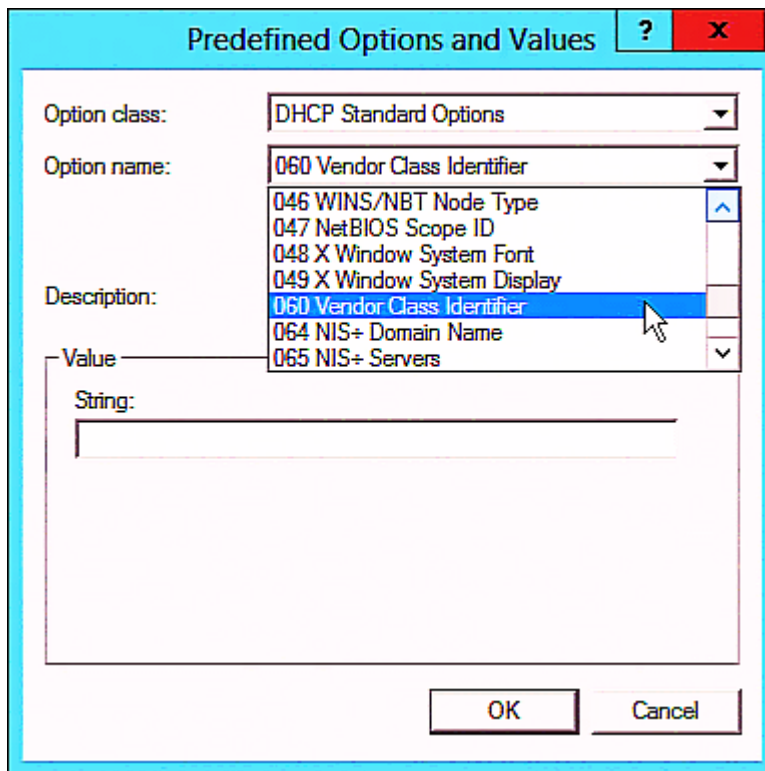 Predefined Options and Values ? x
Option class: DHCP Standard Options
Option name: 060 Vendor Class Identifier
046 WINS/NBT Node Type
047 NetBIOS Scope ID
048 X Window System Font
049 X Window System Display
060 Vendor Class Identifier
Description:
064 NIS+ Domain Name
065 NIS+ Servers
Value
String:
OK Cancel